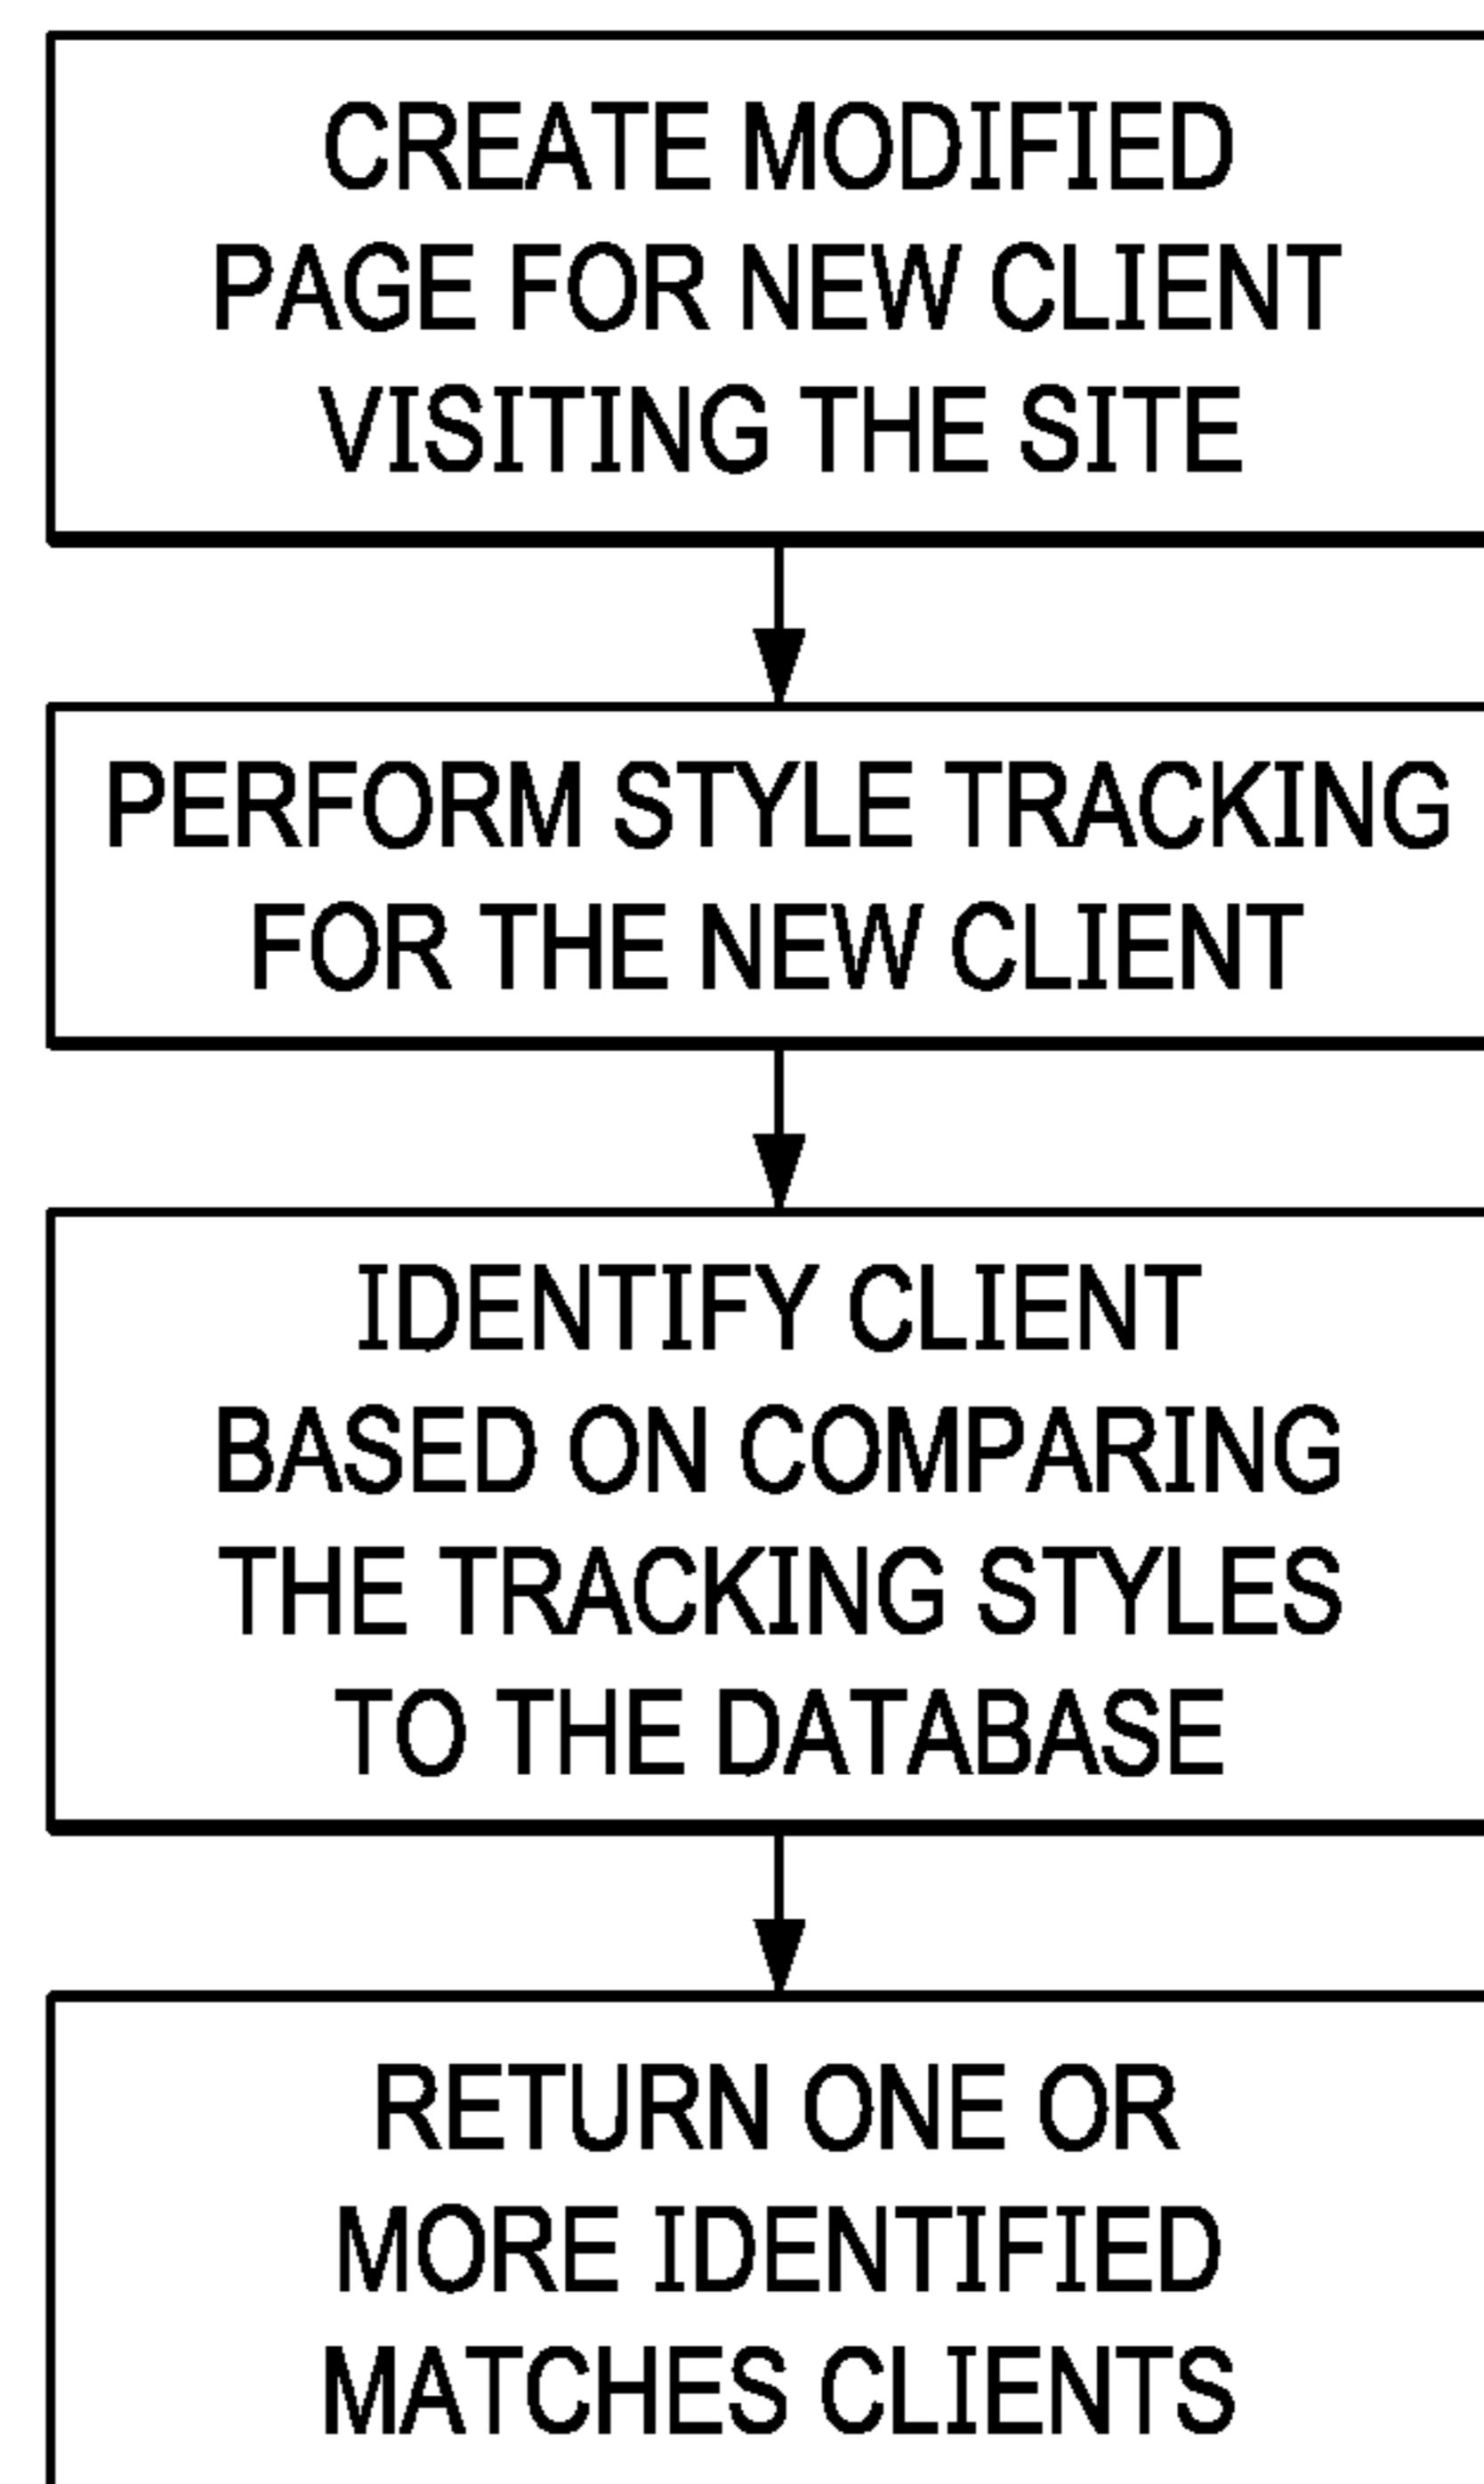 CREATE MODIFIED
PAGE FOR NEW CLIENT
VISITING THE SITE
PERFORM STYLE TRACKING
FOR THE NEW CLIENT
IDENTIFY CLIENT
BASED ON COMPARING
THE TRACKING STYLES
TO THE DATABASE
RETURN ONE OR
MORE IDENTIFIED
MATCHES CLIENTS